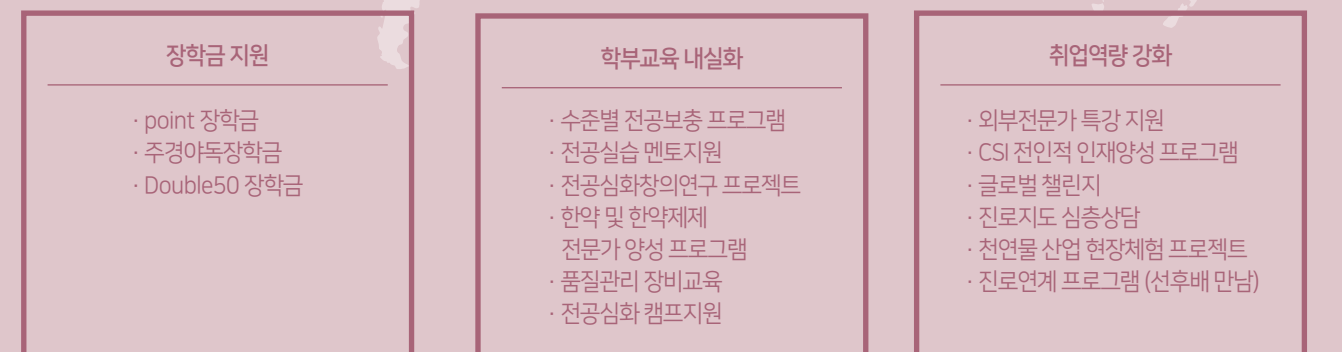 장학금 지원
· point 장학금
· 주경야독장학금
· Double50 장학금
학부교육 내실화
· 수준별 전공보충 프로그램
· 전공실습 멘토지원
· 전공심화창의연구 프로젝트
· 한약 및 한약제제
전문가 양성 프로그램
· 품질관리 장비교육
· 전공심화 캠프지원
취업역량 강화
· 외부전문가 특강 지원
· CSI 전인적 인재양성 프로그램
· 글로벌 챌린지
· 진로지도 심층상담
· 천연물 산업 현장체험 프로젝트
· 진로연계 프로그램 (선후배 만남)